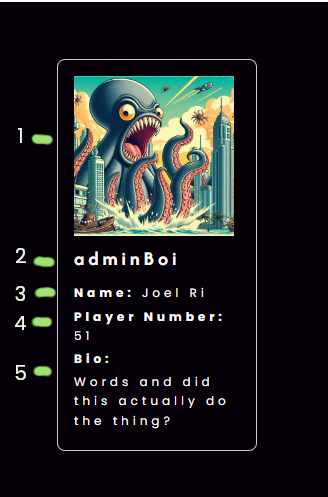 1
2 adminBoi
3 Name: Joel Ri
4 Player Number:
51
Bio:
5 Words and did
this actually do
the thing?